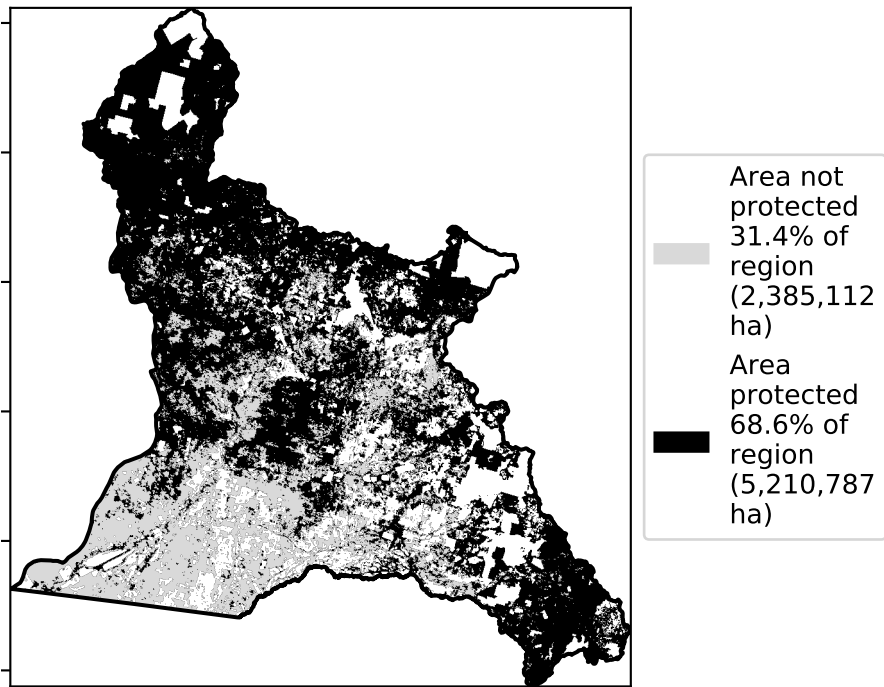 Area not
protected
31.4% of
region
(2,385,112
ha)
Area
protected
68.6% of
region
(5,210,787
ha)